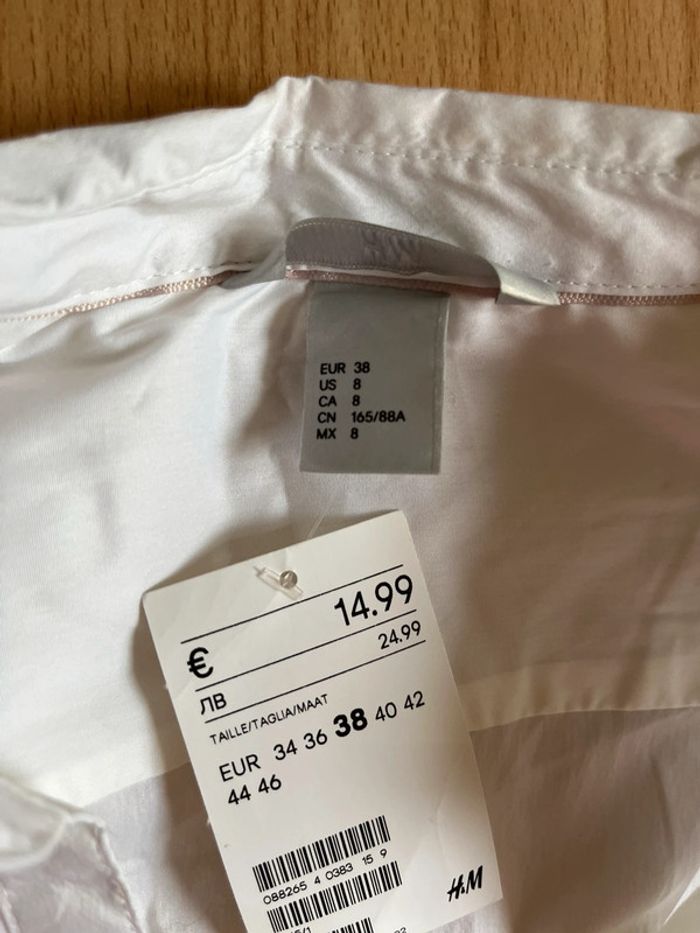 EUR 38
US 8
CA 8
CN 165/88A
MX 8
14.99
€
24.99
ЛВ
TAILLE/TAGLIA/MAAT
EUR 34 36 38 40 42
44 46
088265 4 0383 15 9
H&M